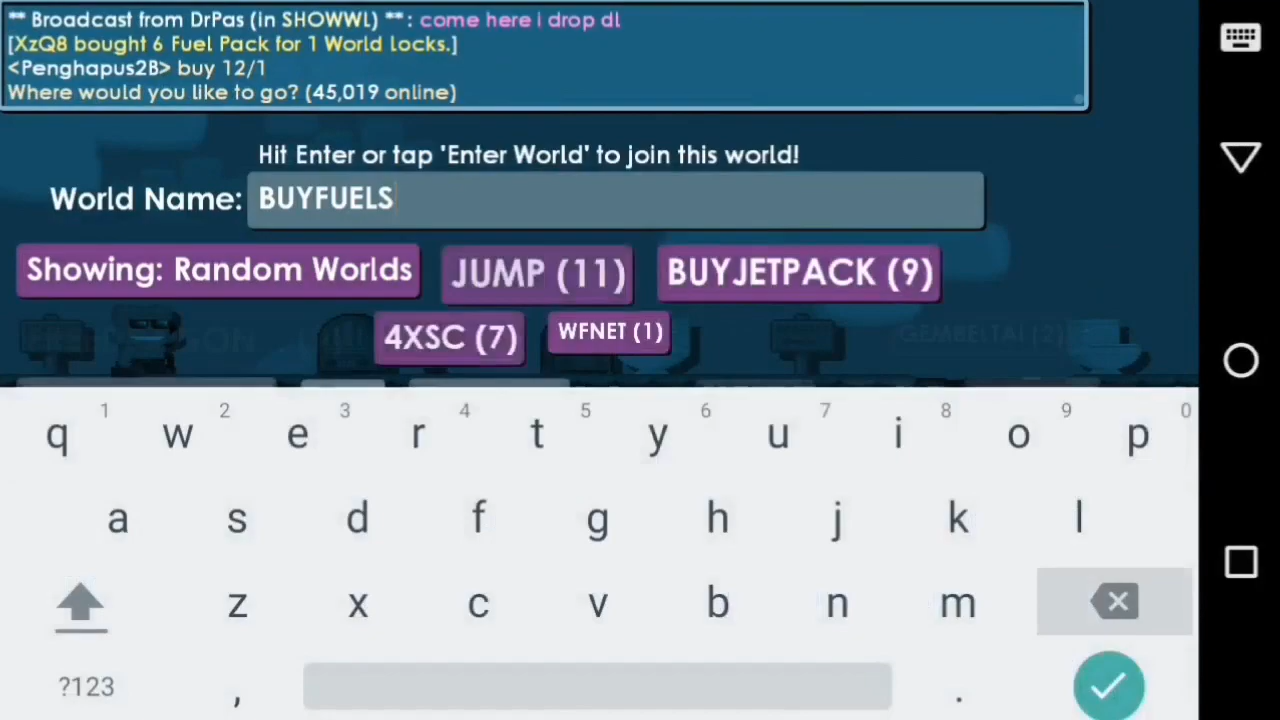 ** Broadcast from DrPas (in SHOWWL) ** : come here i drop dl
[XzQ8 bought 6 Fuel Pack for 1 World Locks.]
<Penghapus2B> buy 12/1
Where would you like to go? (45,019 online)
Hit Enter or tap 'Enter World' to join this world!
World Name: BUYFUELS
Showing: Random Worlds JUMP (11) BUYJETPACK (9)
4XSC (7) WFNET (1)
GEMBELTAI (2)
1 2 3 4 5 6 7 8 9 0
q w e r t y u i o p
a s d f g h j k l
z x c v b n m
?123 , .